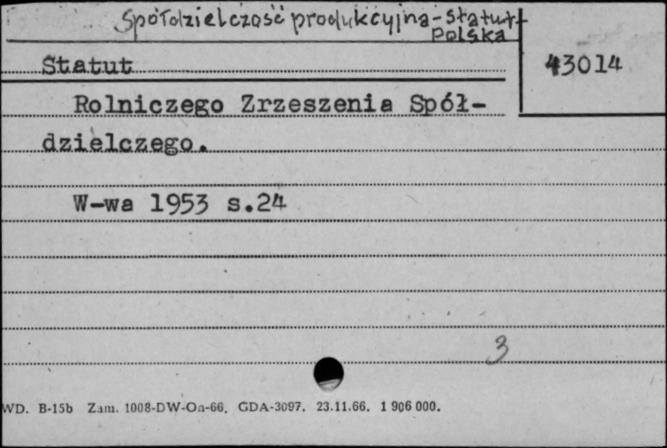 Spółdzielczość produkcyjna - statut
Polska
Statut
43014
Rolniczego Zrzeszenia Spół-
dzielczego.
W-wa 1953 s.24
3
WD. B-15b Zam. 1008-DW-On-66. GDA-3097. 23.11.66. 1 906 000.